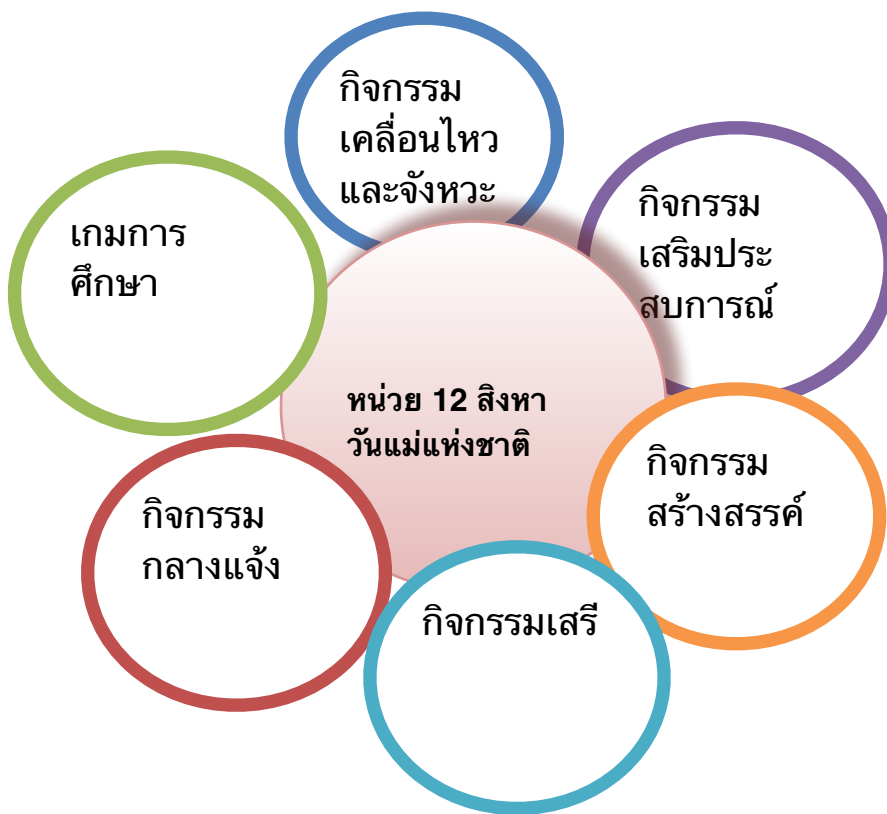 กิจกรรม
เคลื่อนไหว
และจังหวะ
กิจกรรม
เสริมประ
สบการณ์
เกมการ
ศึกษา
หน่วย 12 สิงหา
วันแม่แห่งชาติ
กิจกรรม
สร้างสรรค์
กิจกรรม
กลางแจ้ง
กิจกรรมเสรี